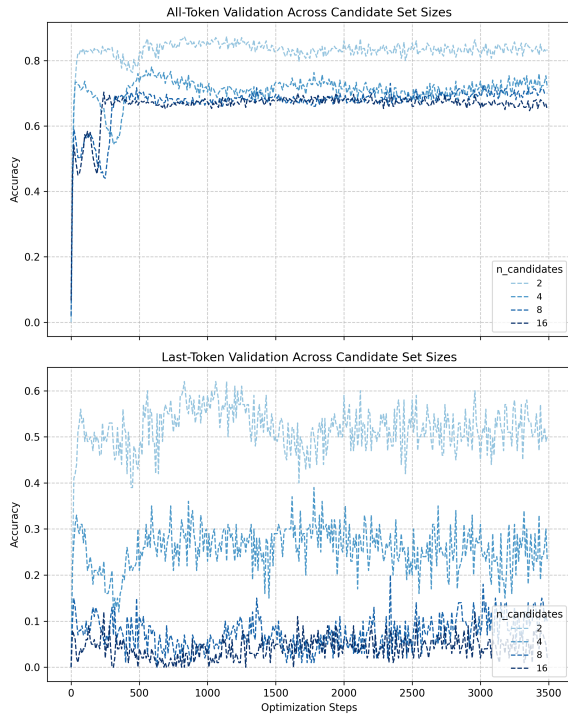 All-Token Validation Across Candidate Set Sizes
0.8
0.6
0.4
0.2
0.0
Accuracy
n_candidates
2
4
8
16
Last-Token Validation Across Candidate Set Sizes
0.6
0.5
0.4
0.3
0.2
0.1
0.0
Accuracy
n_candidates
2
4
8
16
0 500 1000 1500 2000 2500 3000 3500
Optimization Steps